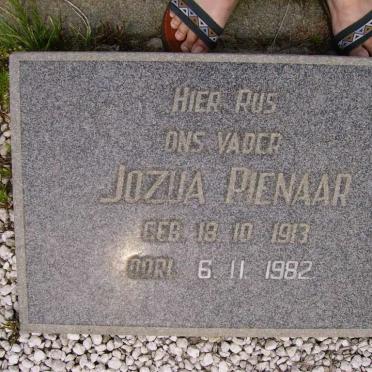 HIER RUS
ONS VADER
JOZUA PIENAAR
GEB. 18. 10. 1913
OORL. 6. 11. 1982